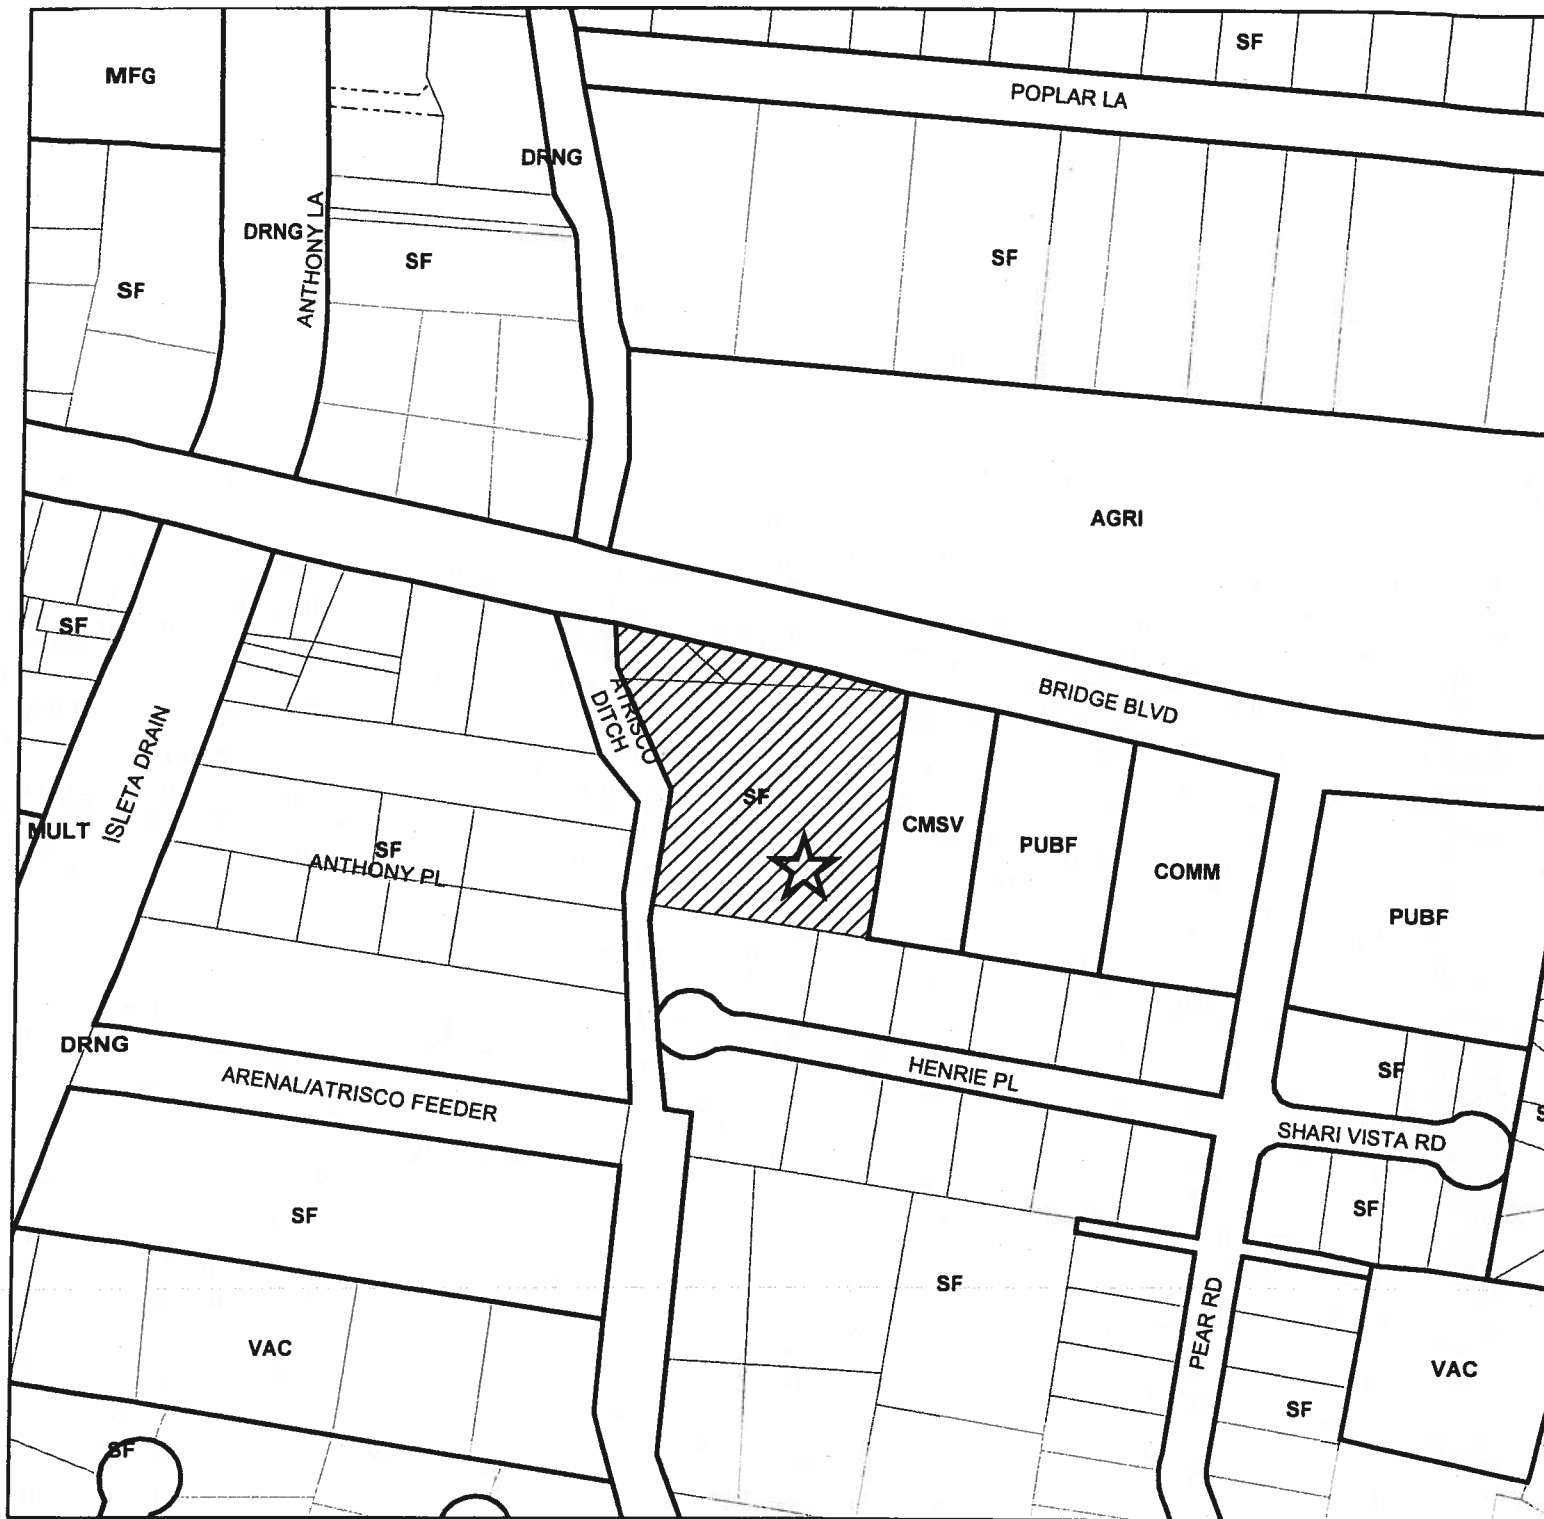 SF
MFG
POPLAR LA
DRNG
DRNG
ANTHONY LA
SF
SF
SF
AGRI
SF
BRIDGE BLVD
ATRISCO
DITCH
ISLETA DRAIN
SF
MULT
CMSV
PUBF
SF
ANTHONY PL
COMM
PUBF
DRNG
ARENAL/ATRISCO FEEDER
HENRIE PL
SF
S
SHARI VISTA RD
SF
SF
SF
PEAR RD
VAC
VAC
SF
SF